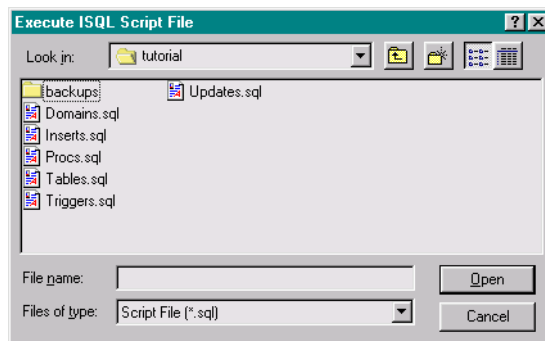 Execute ISQL Script File
Look in: tutorial
backups
Domains.sql
Inserts.sql
Procs.sql
Tables.sql
Triggers.sql
Updates.sql
File name:
Open
Files of type: Script File (*.sql)
Cancel